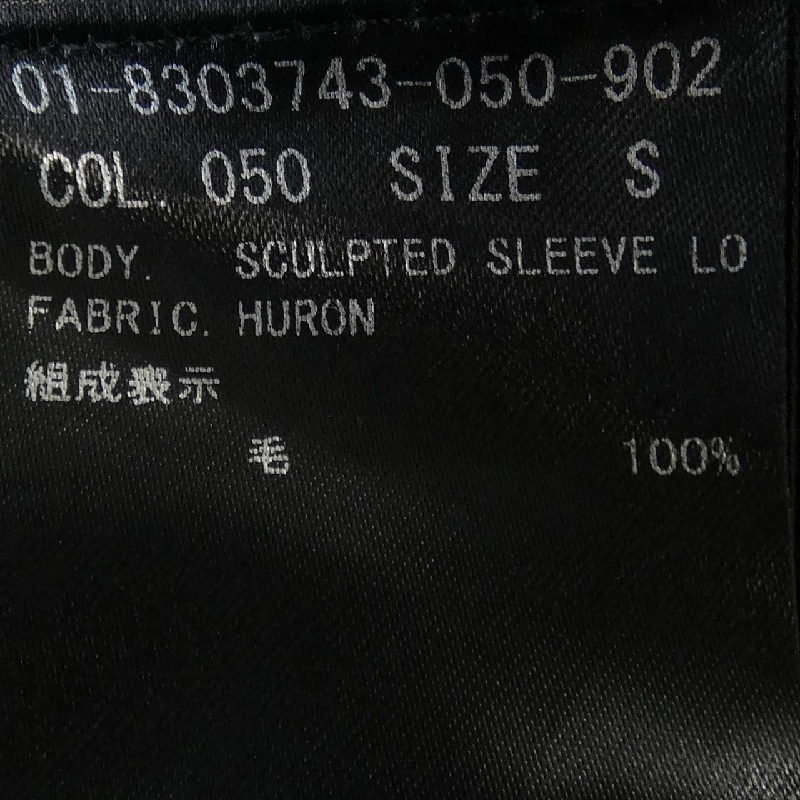 01-8303743-050-902
COL. 050 SIZE S
BODY. SCULPTED SLEEVE LO
FABRIC. HURON
組成表示
毛 100%